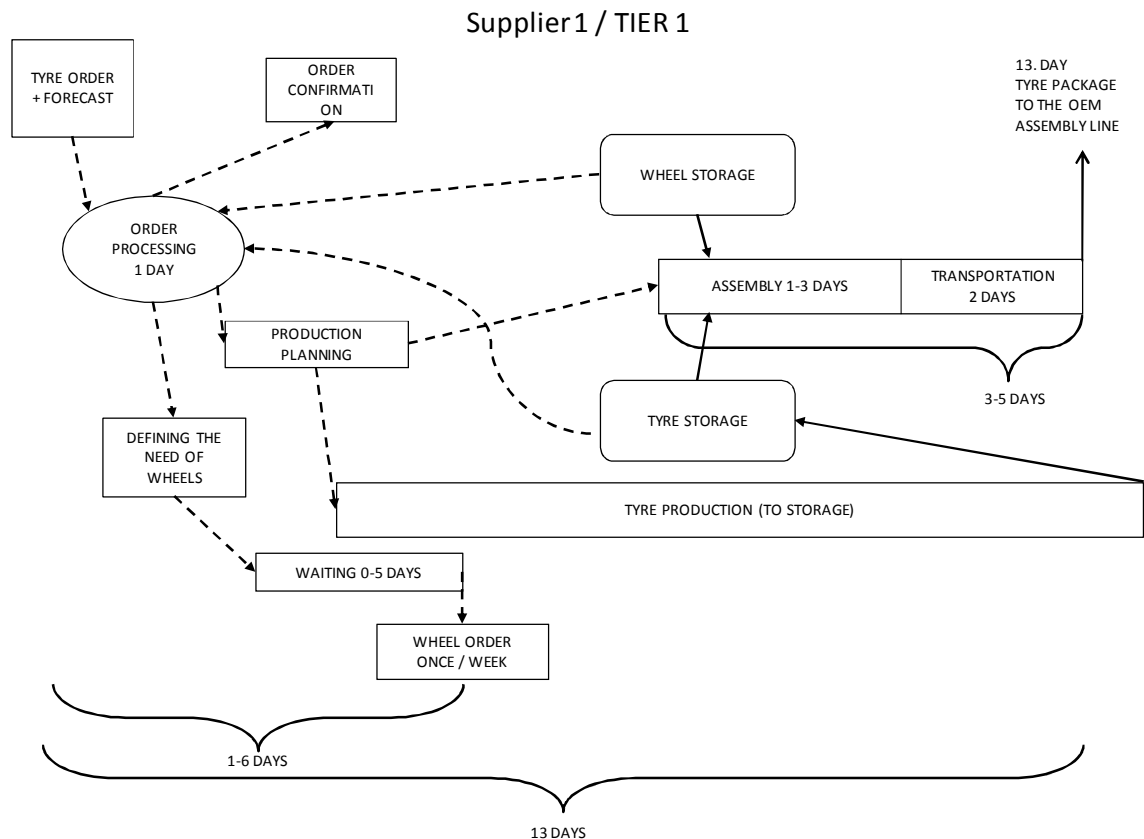 Supplier1 / TIER 1
TYRE ORDER
+ FORECAST
ORDER
CONFIRMATI
ON
13. DAY
TYRE PACKAGE
TO THE OEM
ASSEMBLY LINE
WHEEL STORAGE
ORDER
PROCESSING
1 DAY
ASSEMBLY 1-3 DAYS
TRANSPORTATION
2 DAYS
PRODUCTION
PLANNING
3-5 DAYS
TYRE STORAGE
DEFINING THE
NEED OF
WHEELS
TYRE PRODUCTION (TO STORAGE)
WAITING 0-5 DAYS
WHEEL ORDER
ONCE / WEEK
1-6 DAYS
13 DAYS